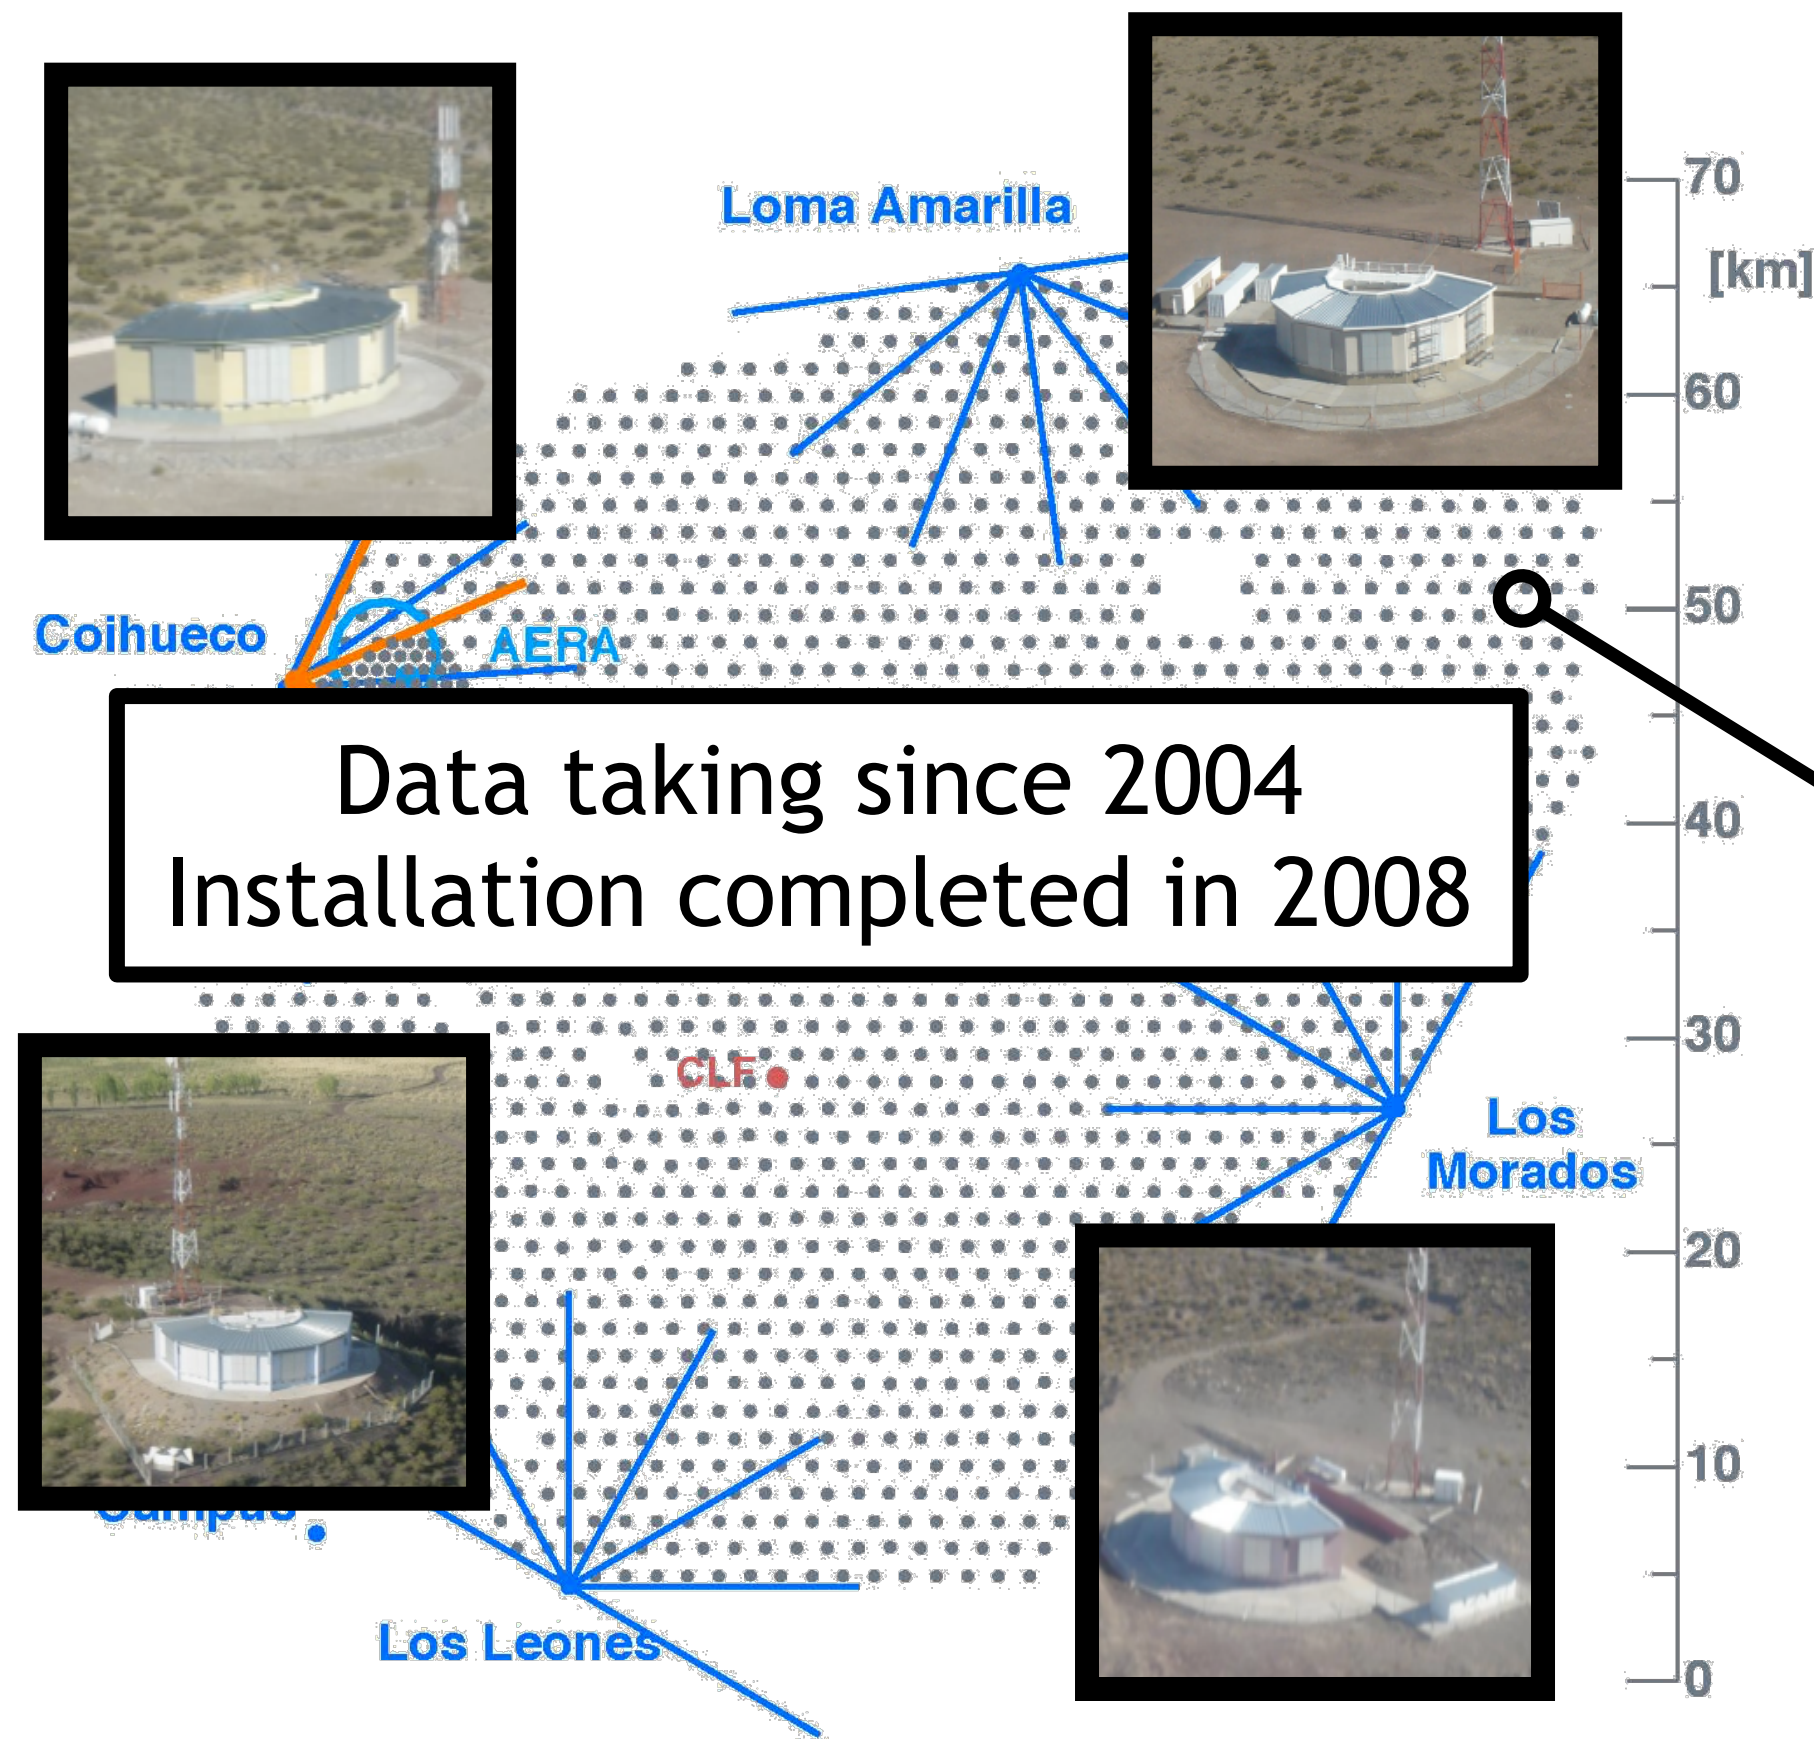 Loma Amarilla
70
[km]
60
50
Coihueco
AERA
Data taking since 2004
Installation completed in 2008
40
30
CLF
Los
Morados
20
10
Campus
Los Leones
0